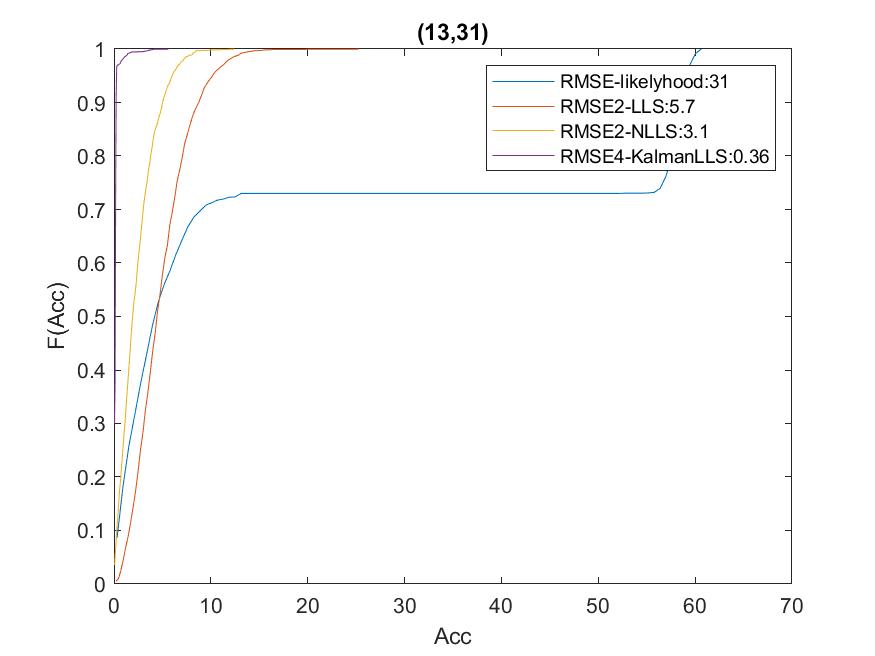 (13,31)
1
0.9
0.8
0.7
0.6
0.5
0.4
0.3
0.2
0.1
0
F(Acc)
RMSE-likelyhood:31
RMSE2-LLS:5.7
RMSE2-NLLS:3.1
RMSE4-KalmanLLS:0.36
0 10 20 30 40 50 60 70
Acc